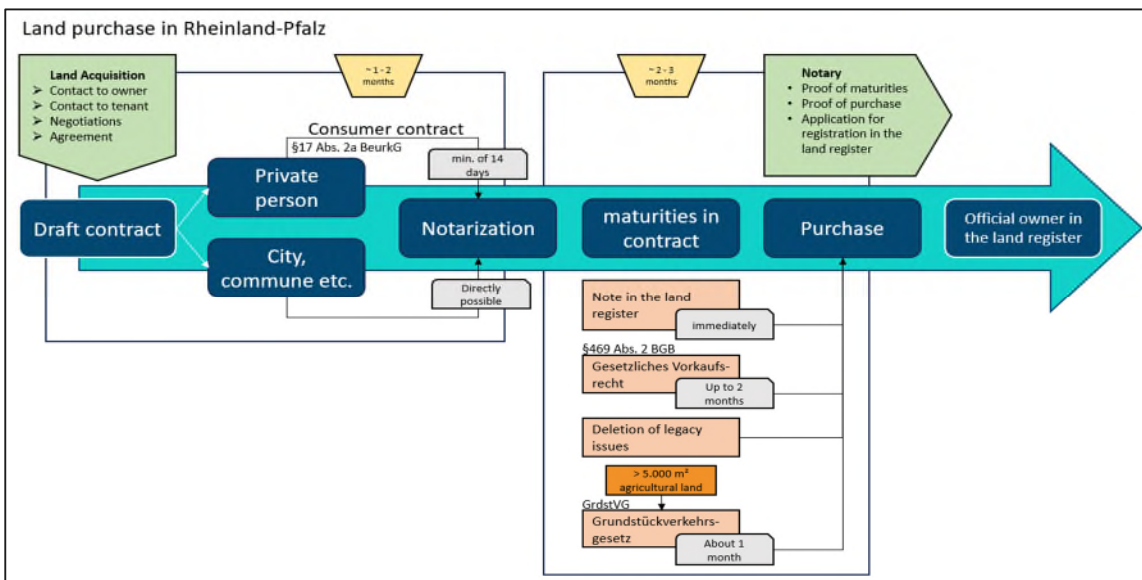 Land purchase in Rheinland-Pfalz
Land Acquisition
➤ Contact to owner
➤ Contact to tenant
➤ Negotiations
➤ Agreement
~ 1 - 2
months
~ 2 - 3
months
Notary
• Proof of maturities
• Proof of purchase
• Application for
registration in the
land register
Consumer contract
§17 Abs. 2a BeurkG
min. of 14
days
Private
person
Draft contract
City,
commune etc.
Notarization
maturities in
contract
Purchase
Official owner in
the land register
Directly
possible
Note in the land
register
immediately
§469 Abs. 2 BGB
Gesetzliches Vorkaufs-
recht
Up to 2
months
Deletion of legacy
issues
> 5.000 m²
agricultural land
GrdstVG
Grundstückverkehrs-
gesetz
About 1
month